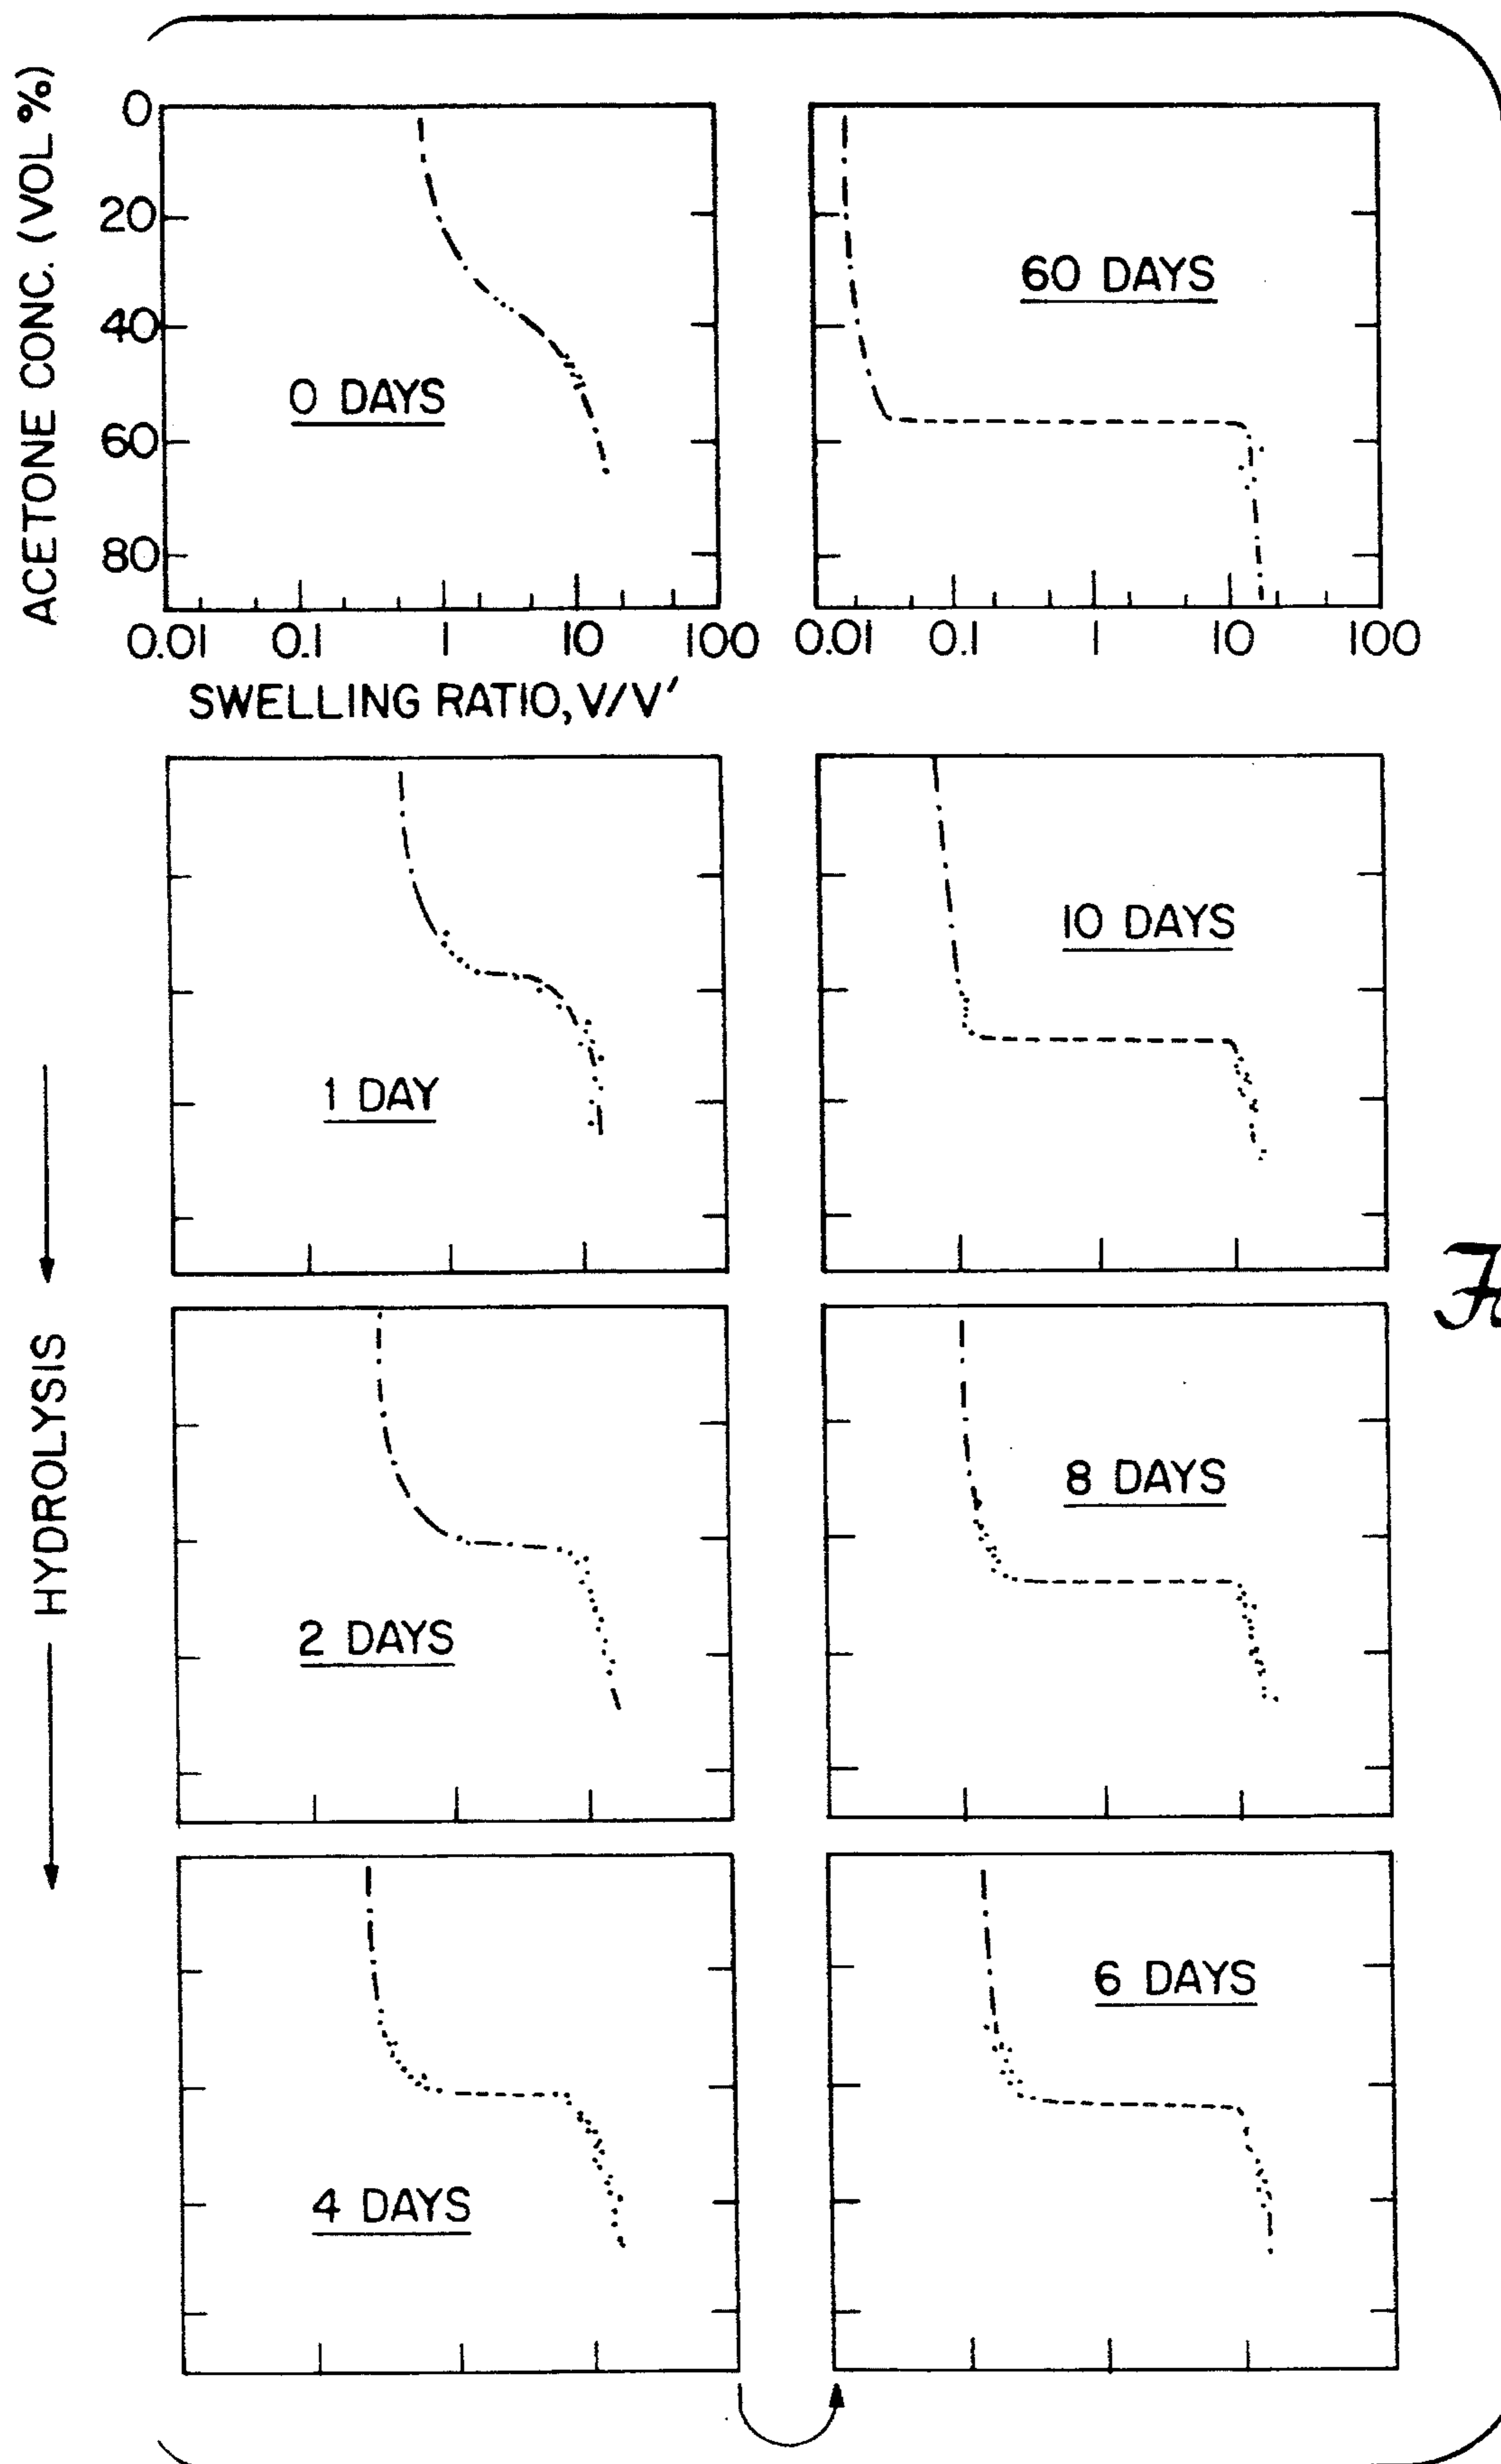 ACETONE CONC. (VOL %)
0
20
40
60
80
0 DAYS
0.01 0.1 1 10 100
SWELLING RATIO, V/V′
60 DAYS
0.01 0.1 1 10 100
1 DAY
10 DAYS
HYDROLYSIS
2 DAYS
8 DAYS
4 DAYS
6 DAYS